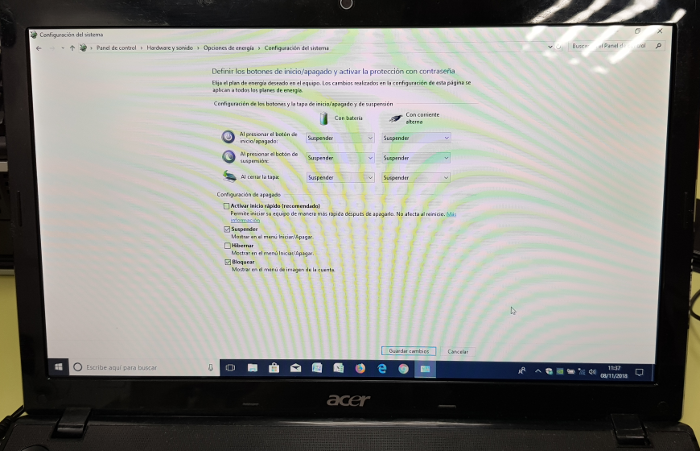 Configuración del sistema
Panel de control > Hardware y sonido > Opciones de energía > Configuración del sistema
Definir los botones de inicio/apagado y activar la protección con contraseña
Elija el plan de energía deseado en el equipo. Los cambios realizados en la configuración de esta página se
aplican a todos los planes de energía.
Configuración de los botones y la tapa de inicio/apagado y de suspensión
Con batería
Con corriente
alterna
Al presionar el botón de
inicio/apagado:
Suspender
Suspender
Al presionar el botón de
suspensión:
Suspender
Suspender
Al cerrar la tapa:
Suspender
Suspender
Configuración de apagado
Activar inicio rápido (recomendado)
Permite iniciar su equipo de manera más rápida después de apagarlo. No afecta al reinicio. Más
información
Suspender
Mostrar en el menú Iniciar/Apagar.
Hibernar
Mostrar en el menú Iniciar/Apagar.
Bloquear
Mostrar en el menú de imagen de la cuenta.
Guardar cambios
Cancelar
Escribe aquí para buscar
11:37
08/11/2018
acer